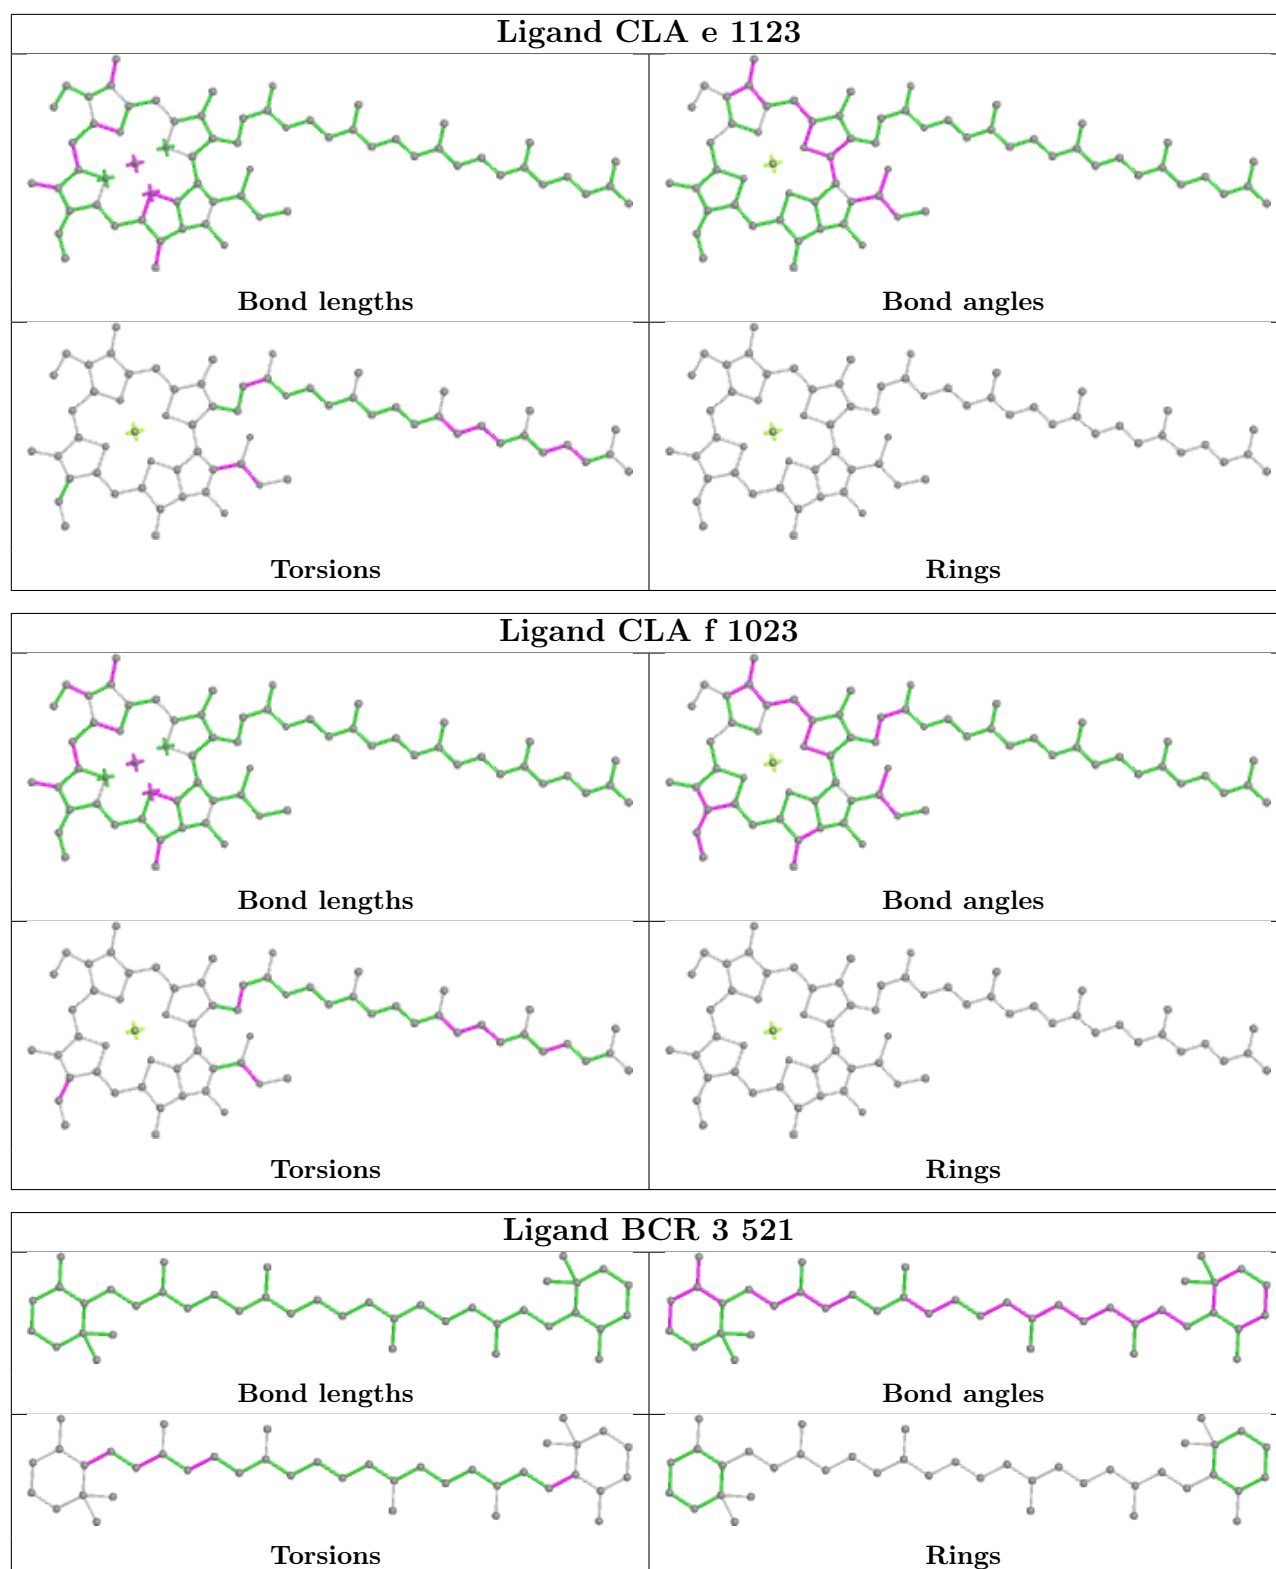 Ligand CLA e 1123
Bond lengths
Bond angles
Torsions
Rings
Ligand CLA f 1023
Bond lengths
Bond angles
Torsions
Rings
Ligand BCR 3 521
Bond lengths
Bond angles
Torsions
Rings